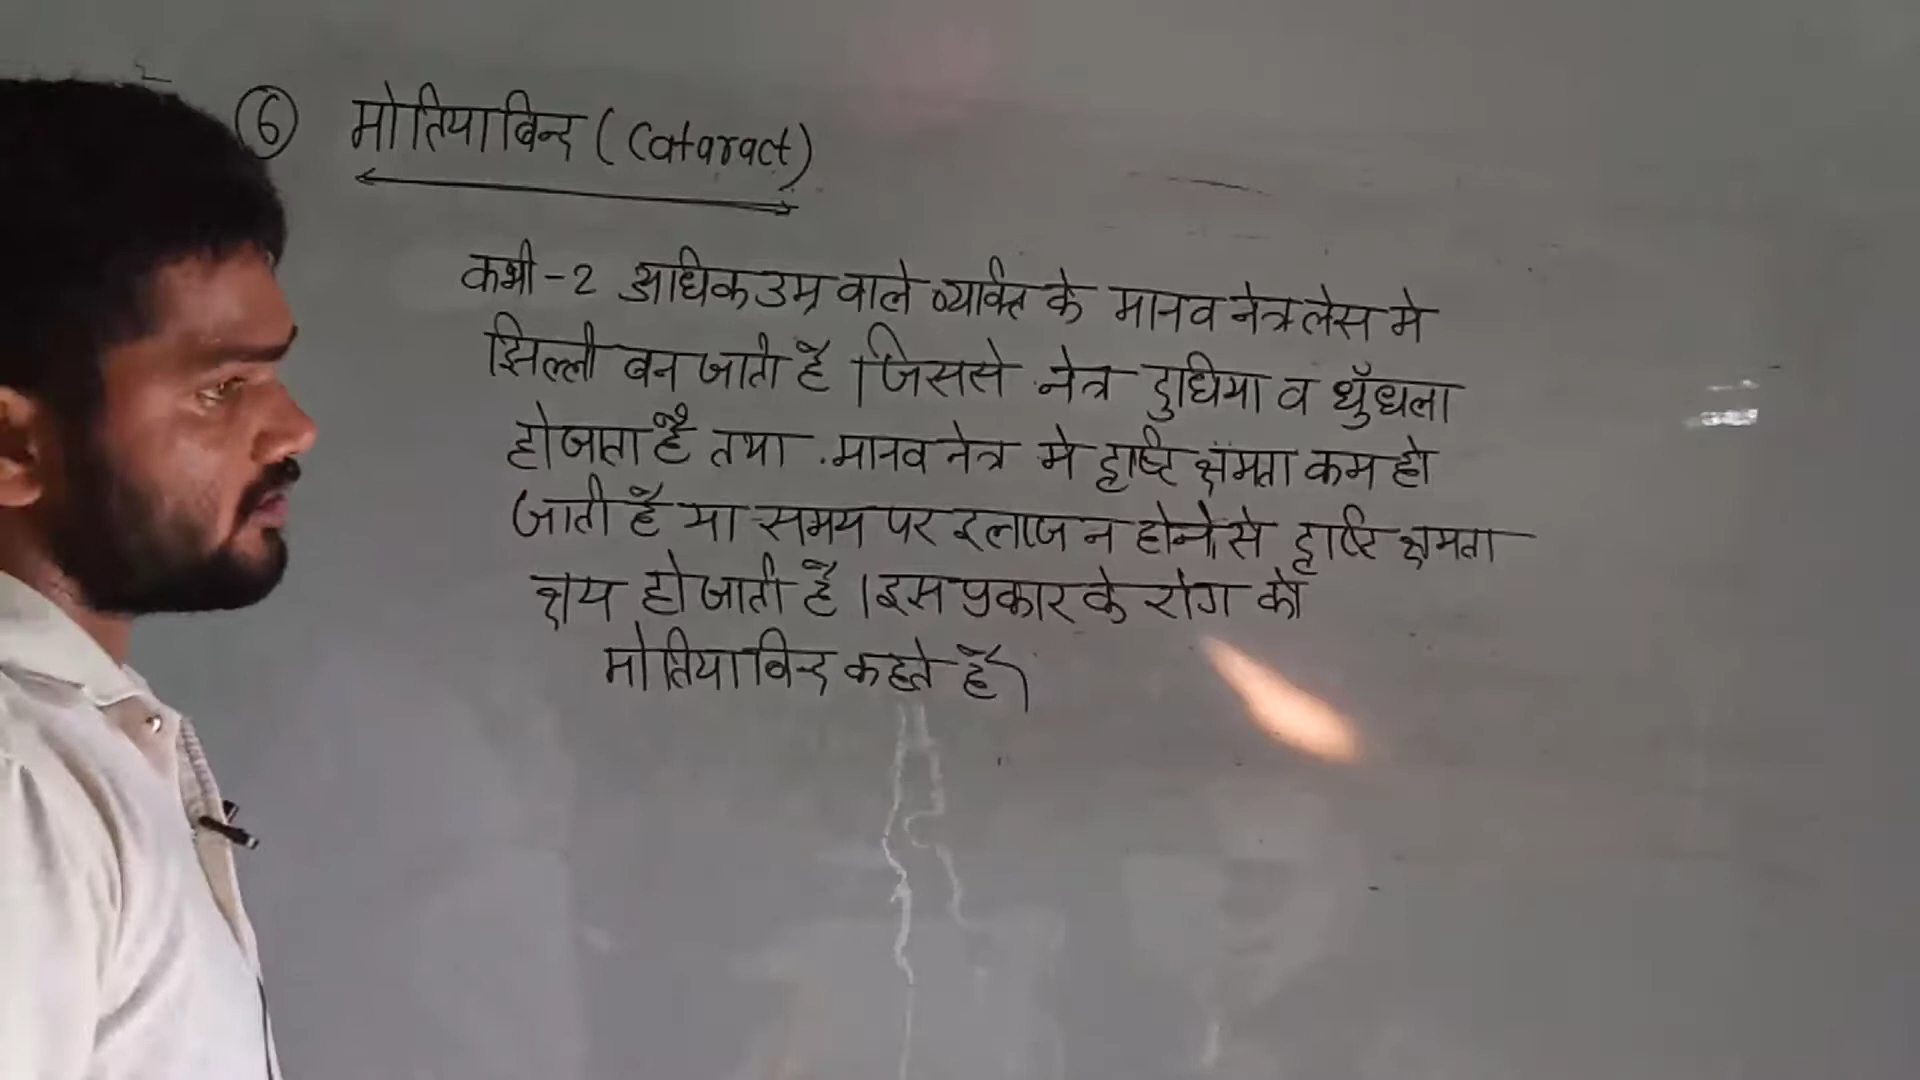 ⑥ मोतियाबिन्द (Cataract)
कभी-2 अधिक उम्र वाले व्यक्ति के मानव नेत्र लेस मे
झिल्ली बन जाती है । जिससे नेत्र दुधिया व धुँधला
हो जाता है तथा मानव नेत्र मे दृष्टि क्षमता कम हो
जाती है या समय पर इलाज न होने से दृष्टि क्षमता
क्षय हो जाती है । इस प्रकार के रोग को
मोतियाबिन्द कहते हैं।